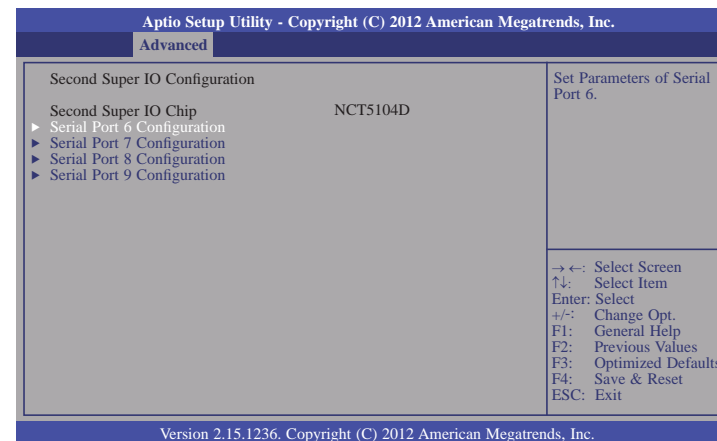 Aptio Setup Utility - Copyright (C) 2012 American Megatrends, Inc.
Advanced
Second Super IO Configuration
Second Super IO Chip NCT5104D
▶ Serial Port 6 Configuration
▶ Serial Port 7 Configuration
▶ Serial Port 8 Configuration
▶ Serial Port 9 Configuration
Set Parameters of Serial
Port 6.
→←: Select Screen
↑↓: Select Item
Enter: Select
+/-: Change Opt.
F1: General Help
F2: Previous Values
F3: Optimized Defaults
F4: Save & Reset
ESC: Exit
Version 2.15.1236. Copyright (C) 2012 American Megatrends, Inc.